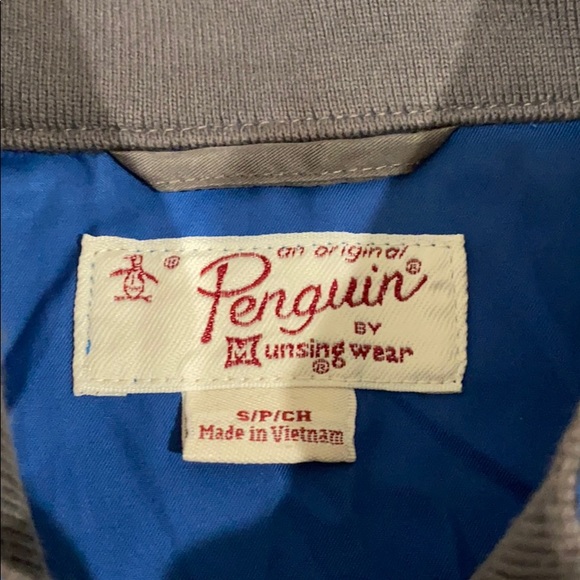 ®
an original
Penguin®
BY
Munsingwear®
S/P/CH
Made in Vietnam